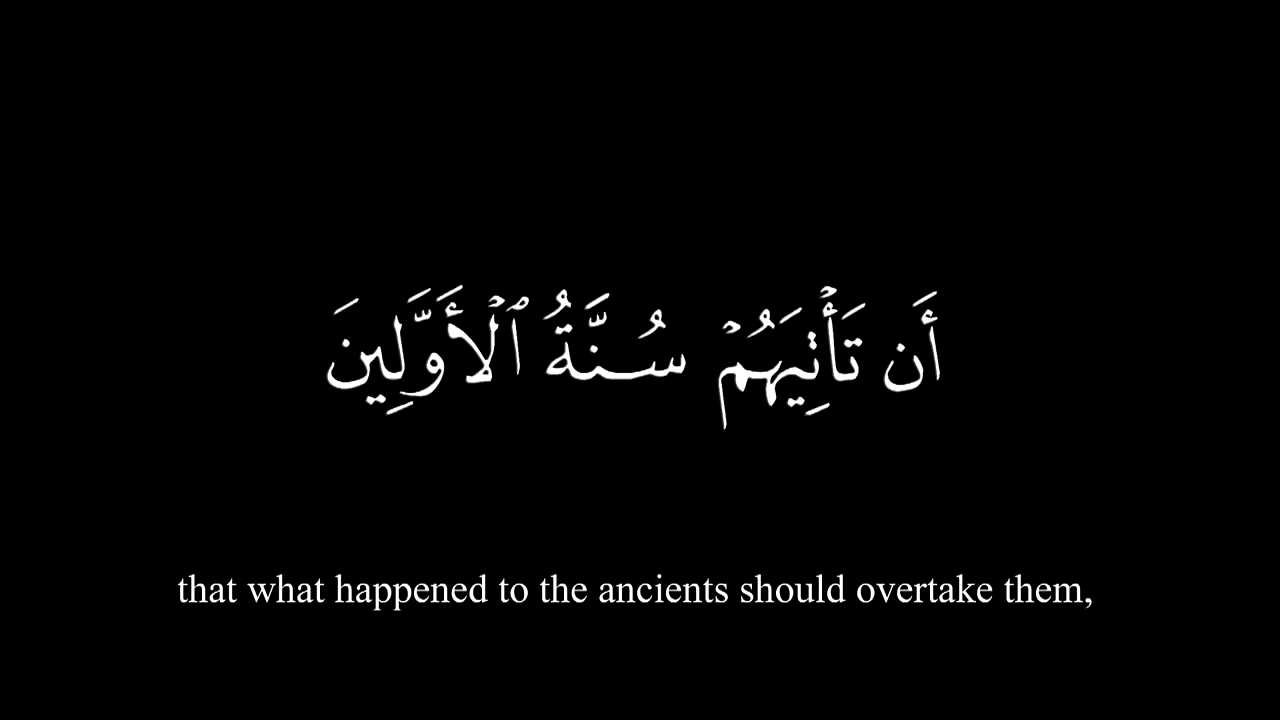 أَن تَأۡتِيَهُمۡ سُنَّةُ ٱلۡأَوَّلِينَ
that what happened to the ancients should overtake them,